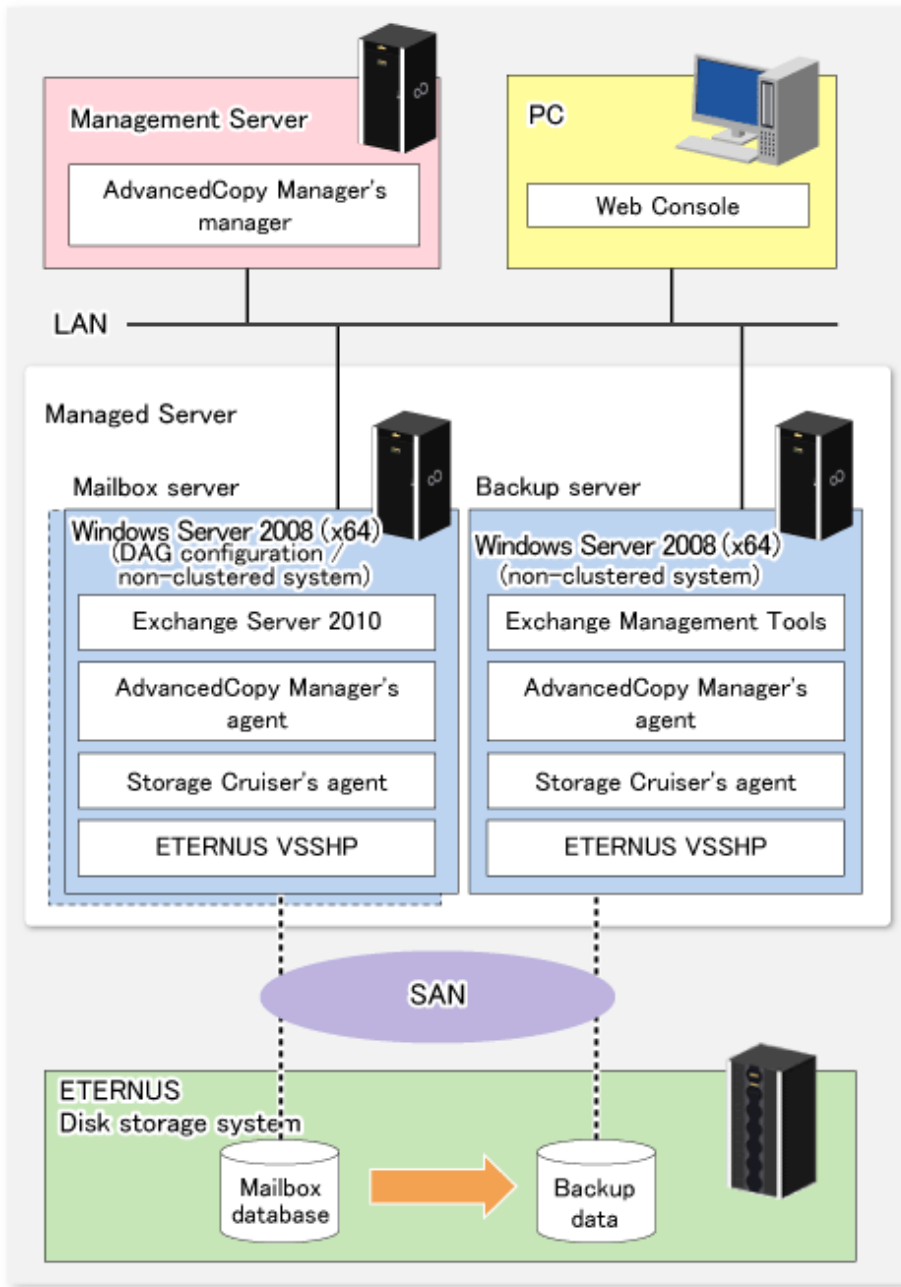 Management Server
AdvancedCopy Manager's
manager
PC
Web Console
LAN
Managed Server
Mailbox server
Windows Server 2008 (x64)
(DAG configuration /
non-clustered system)
Exchange Server 2010
AdvancedCopy Manager's
agent
Storage Cruiser's agent
ETERNUS VSSHP
Backup server
Windows Server 2008 (x64)
(non-clustered system)
Exchange Management Tools
AdvancedCopy Manager's
agent
Storage Cruiser's agent
ETERNUS VSSHP
SAN
ETERNUS
Disk storage system
Mailbox
database
Backup
data